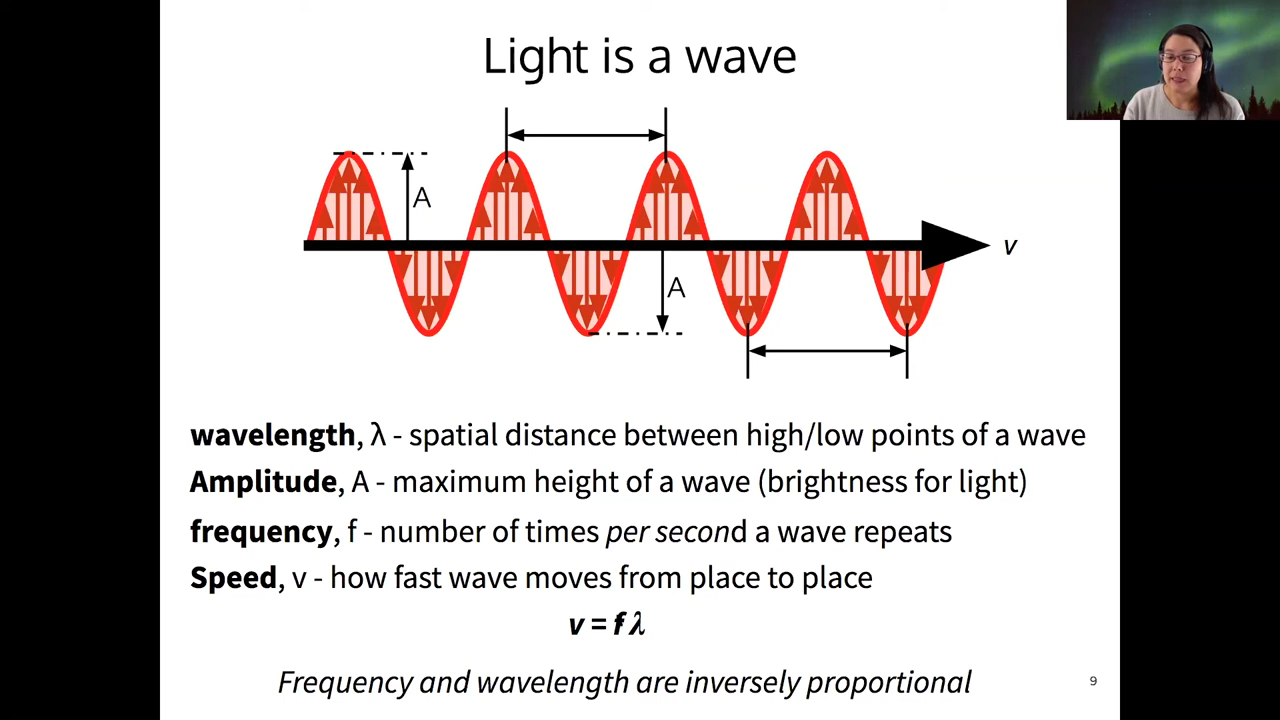 Light is a wave
A
v
A
wavelength, λ - spatial distance between high/low points of a wave
Amplitude, A - maximum height of a wave (brightness for light)
frequency, f - number of times per second a wave repeats
Speed, v - how fast wave moves from place to place
v = f λ
Frequency and wavelength are inversely proportional
9